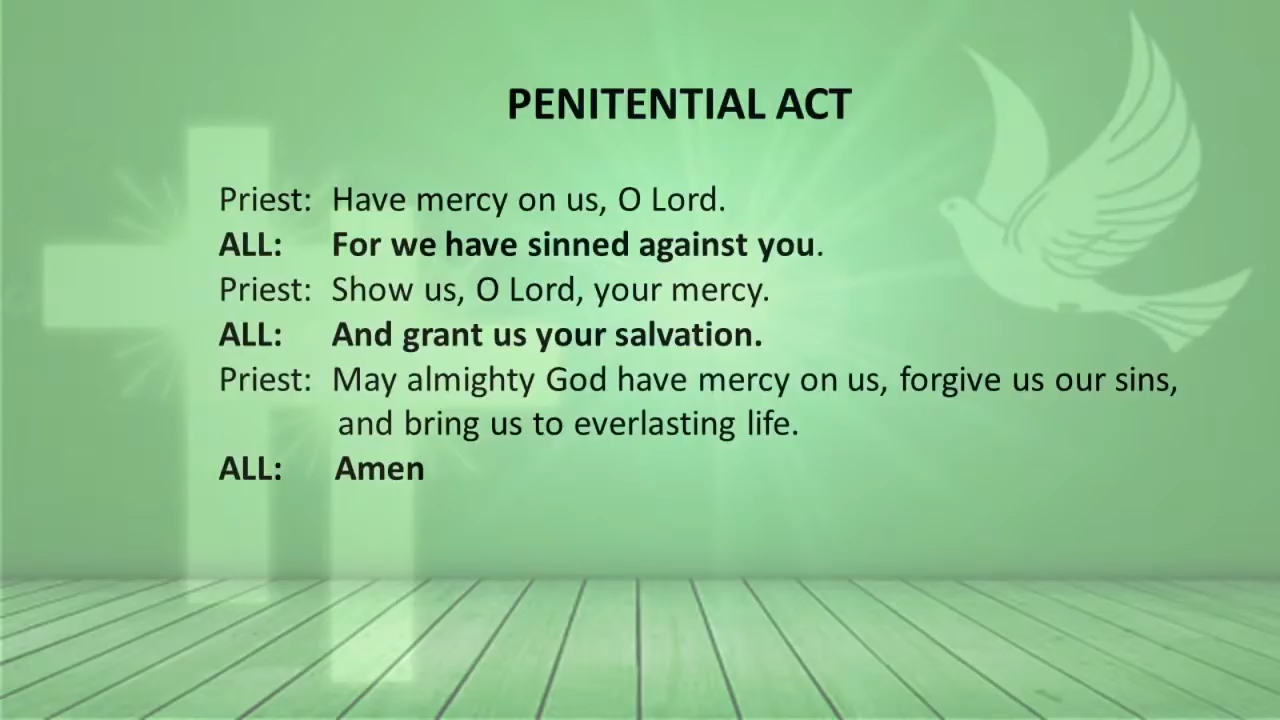 PENITENTIAL ACT
Priest: Have mercy on us, O Lord.
ALL: For we have sinned against you.
Priest: Show us, O Lord, your mercy.
ALL: And grant us your salvation.
Priest: May almighty God have mercy on us, forgive us our sins,
and bring us to everlasting life.
ALL: Amen